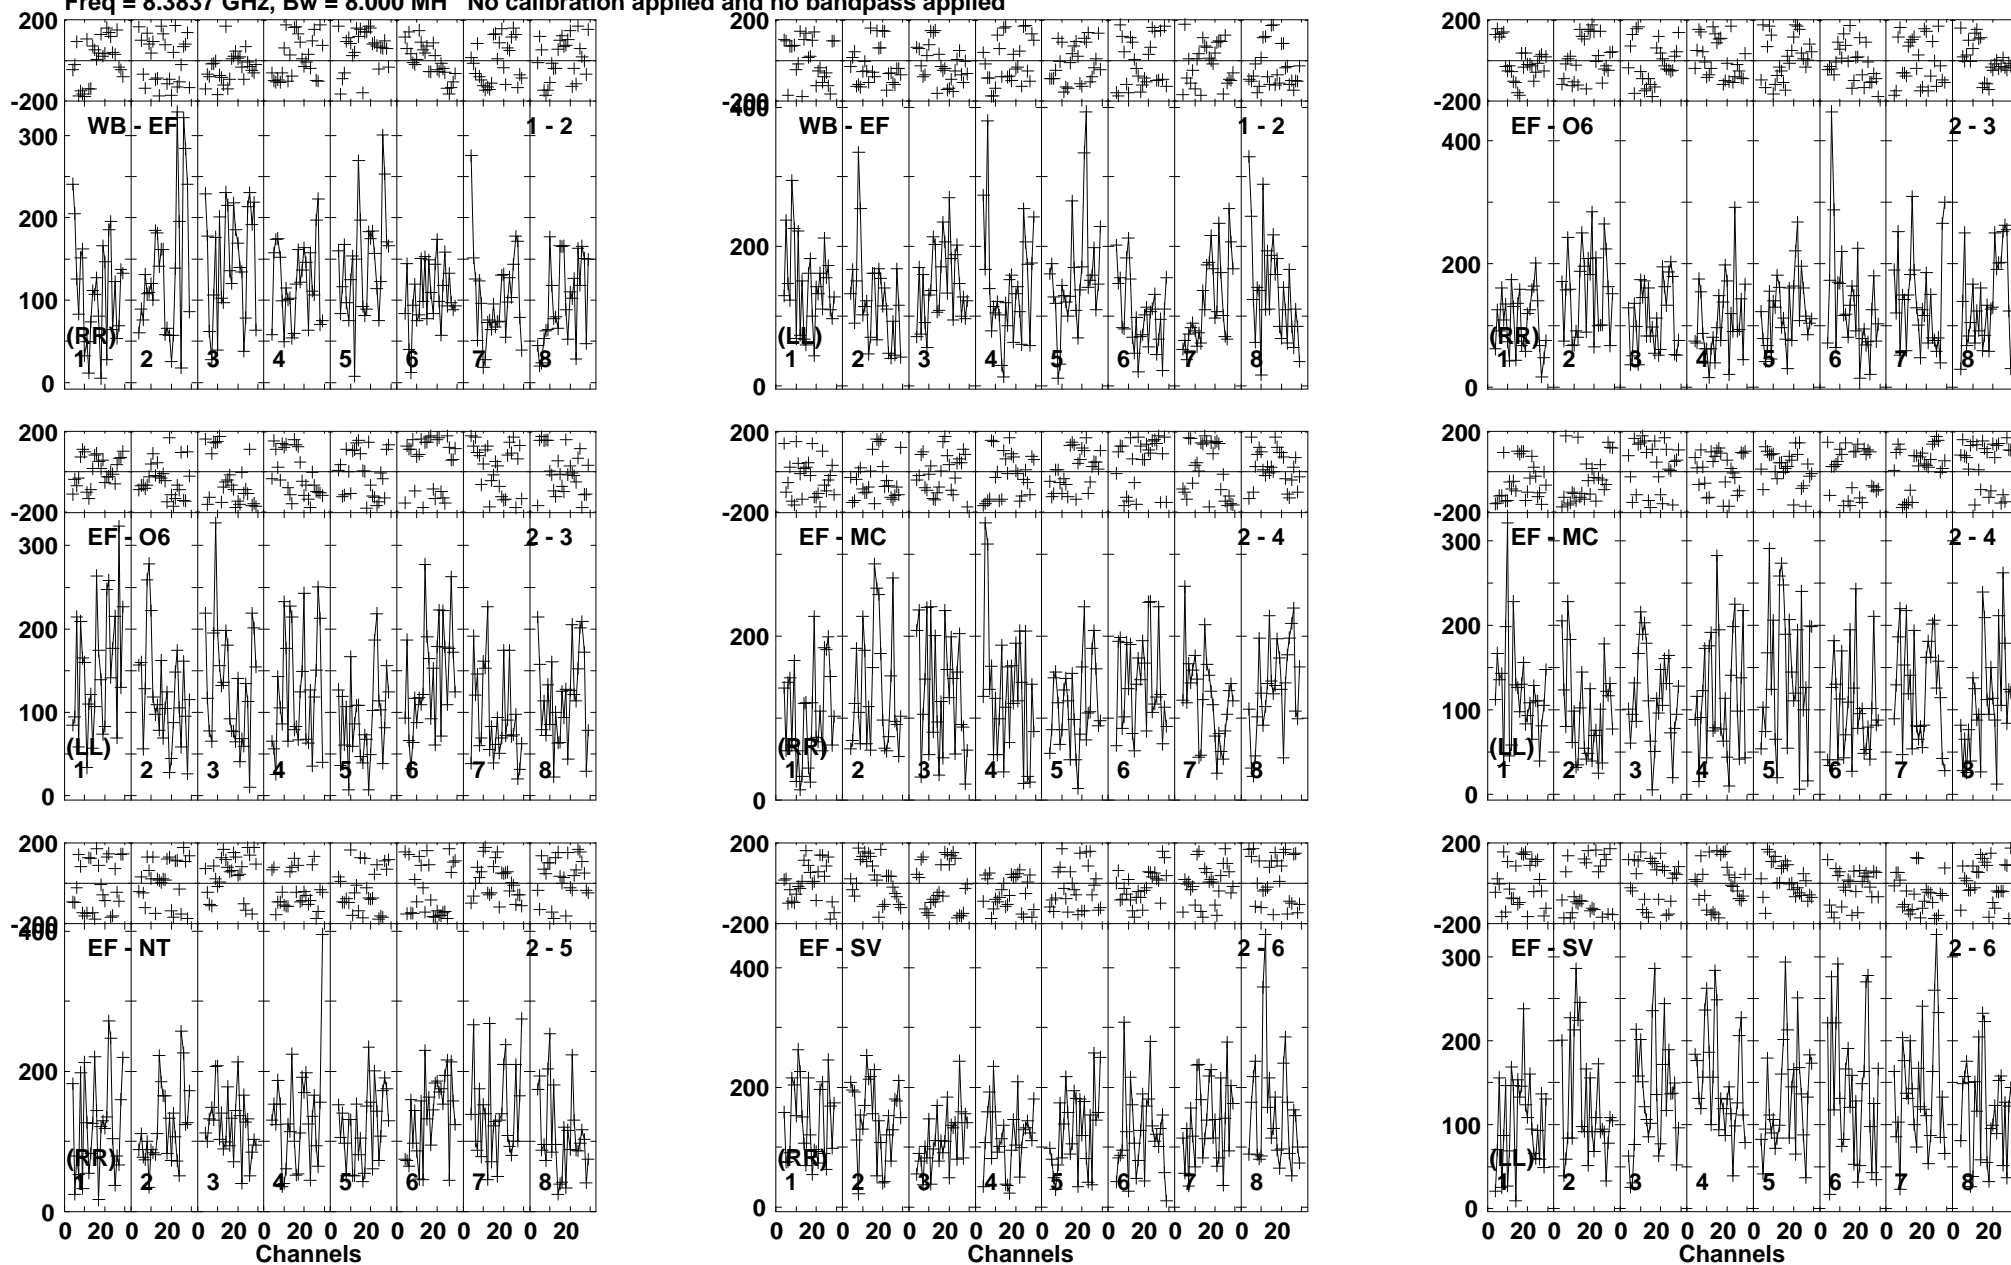 Freq = 8.3837 GHz, Bw = 8.000 MH No calibration applied and no bandpass applied
200 200 200
-200 -200 -200
400
WB - EF 1 - 2 WB - EF 1 - 2 EF - O6 2 - 3
300 400
200 200 200
100
(RR) (LL) (RR)
1 2 3 4 5 6 7 8 1 2 3 4 5 6 7 8 1 2 3 4 5 6 7 8
0 0 0
200 200 200
-200 -200 -200
EF - O6 2 - 3 EF - MC 2 - 4 EF - MC 2 - 4
300 300
200 200 200
100 100
(LL) (RR) (LL)
1 2 3 4 5 6 7 8 1 2 3 4 5 6 7 8 1 2 3 4 5 6 7 8
0 0 0
200 200 200
-200 -200 -200
400
EF - NT 2 - 5 EF - SV 2 - 6 EF - SV 2 - 6
400 300
200 200 200
100
(RR) (RR) (LL)
1 2 3 4 5 6 7 8 1 2 3 4 5 6 7 8 1 2 3 4 5 6 7 8
0 0 0
0 20 0 20 0 20 0 20 0 20 0 20 0 20 0 20 0 20 0 20 0 20 0 20 0 20 0 20 0 20 0 20 0 20 0 20 0 20 0 20 0 20 0 20 0 20 0 20
Channels Channels Channels